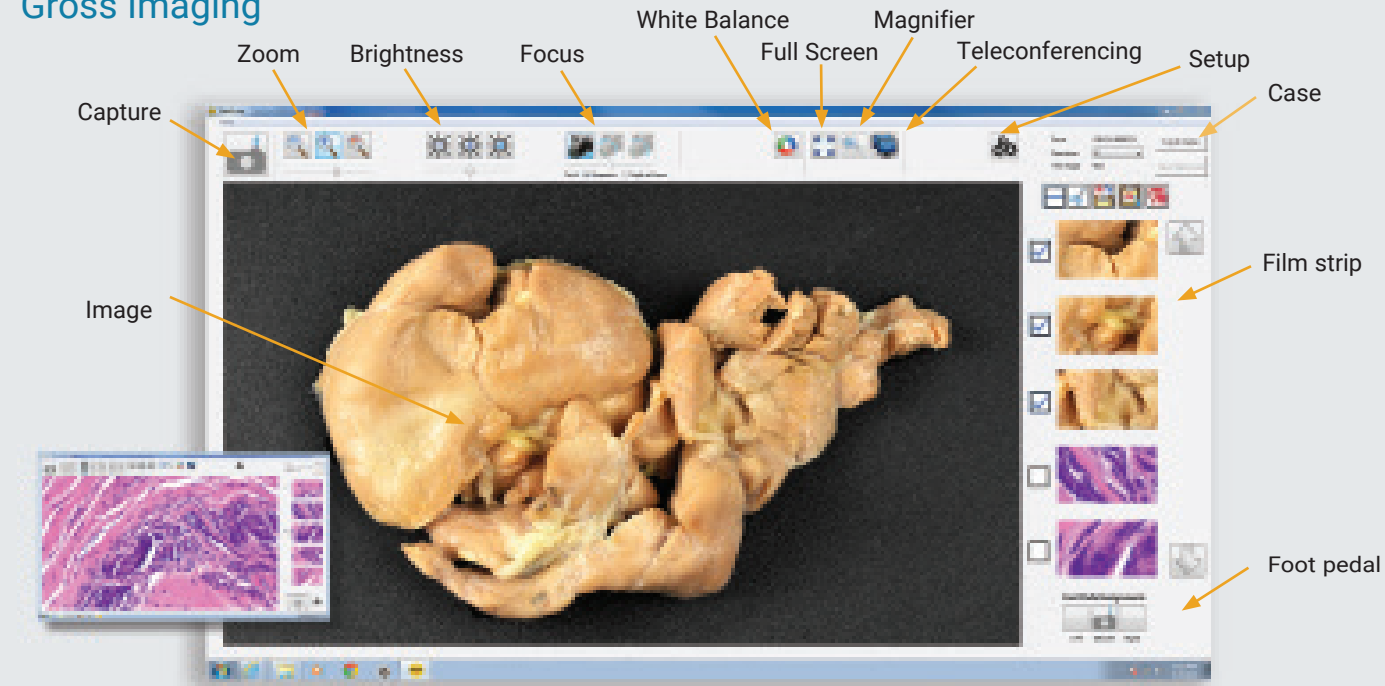 Gross Imaging
White Balance
Magnifier
Zoom
Brightness
Focus
Full Screen
Teleconferencing
Setup
Capture
Case
Film strip
Image
Foot pedal